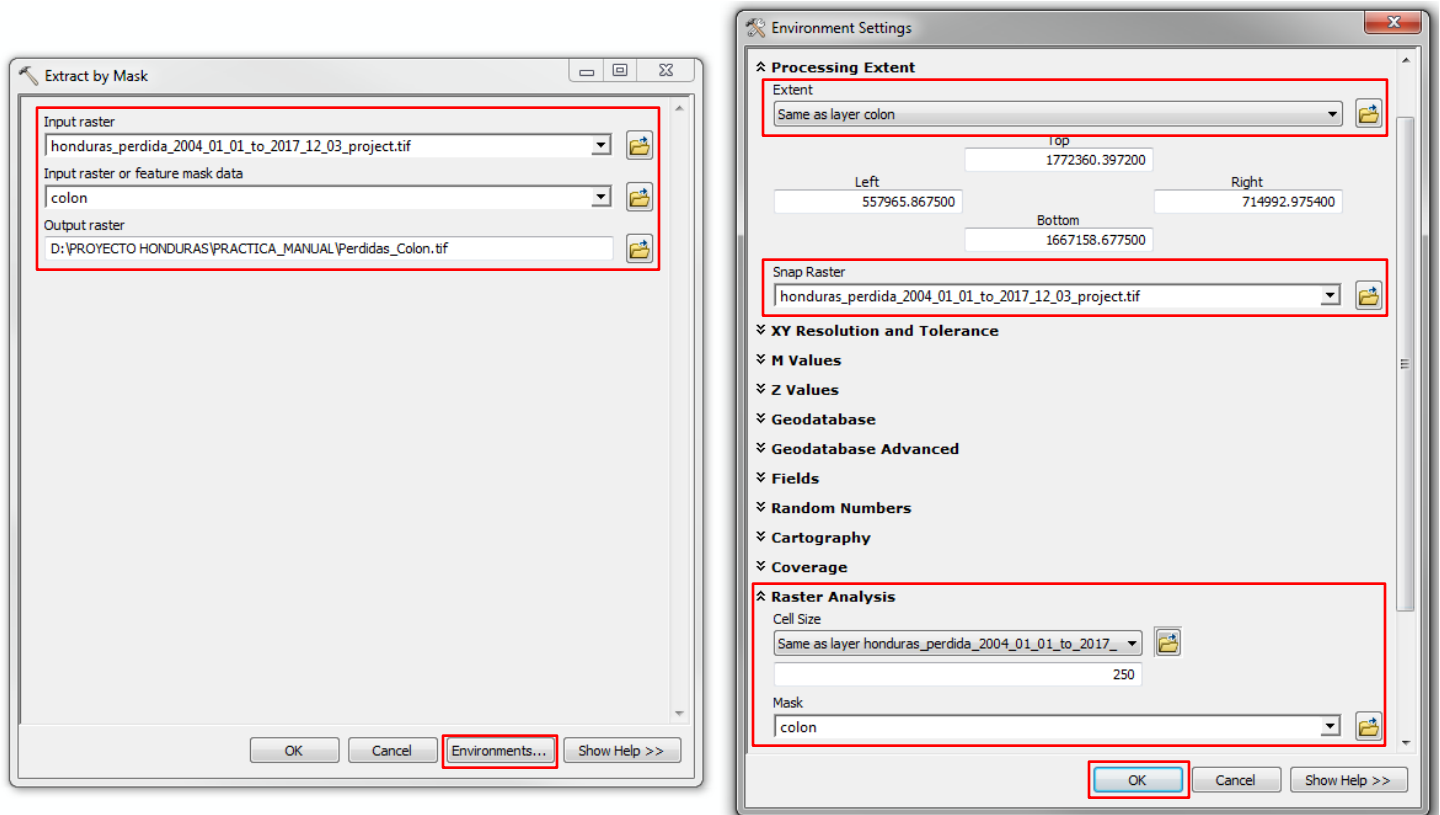 Extract by Mask
Input raster
honduras_perdida_2004_01_01_to_2017_12_03_project.tif
Input raster or feature mask data
colon
Output raster
D:\PROYECTO HONDURAS\PRACTICA_MANUAL\Perdidas_Colon.tif
OK Cancel Environments... Show Help >>
Environment Settings
Processing Extent
Extent
Same as layer colon
Top
1772360.397200
Left Right
557965.867500 714992.975400
Bottom
1667158.677500
Snap Raster
honduras_perdida_2004_01_01_to_2017_12_03_project.tif
XY Resolution and Tolerance
M Values
Z Values
Geodatabase
Geodatabase Advanced
Fields
Random Numbers
Cartography
Coverage
Raster Analysis
Cell Size
Same as layer honduras_perdida_2004_01_01_to_2017_
250
Mask
colon
OK Cancel Show Help >>